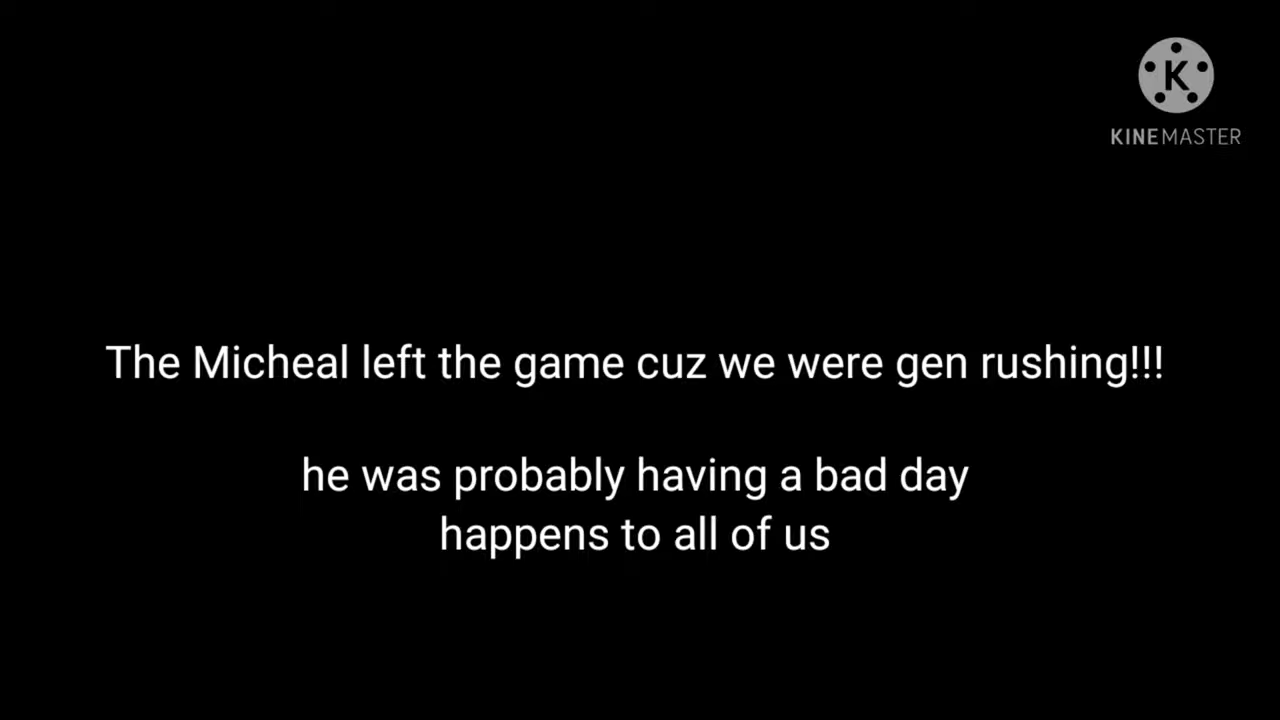 K
KINEMASTER
The Micheal left the game cuz we were gen rushing!!!
he was probably having a bad day
happens to all of us